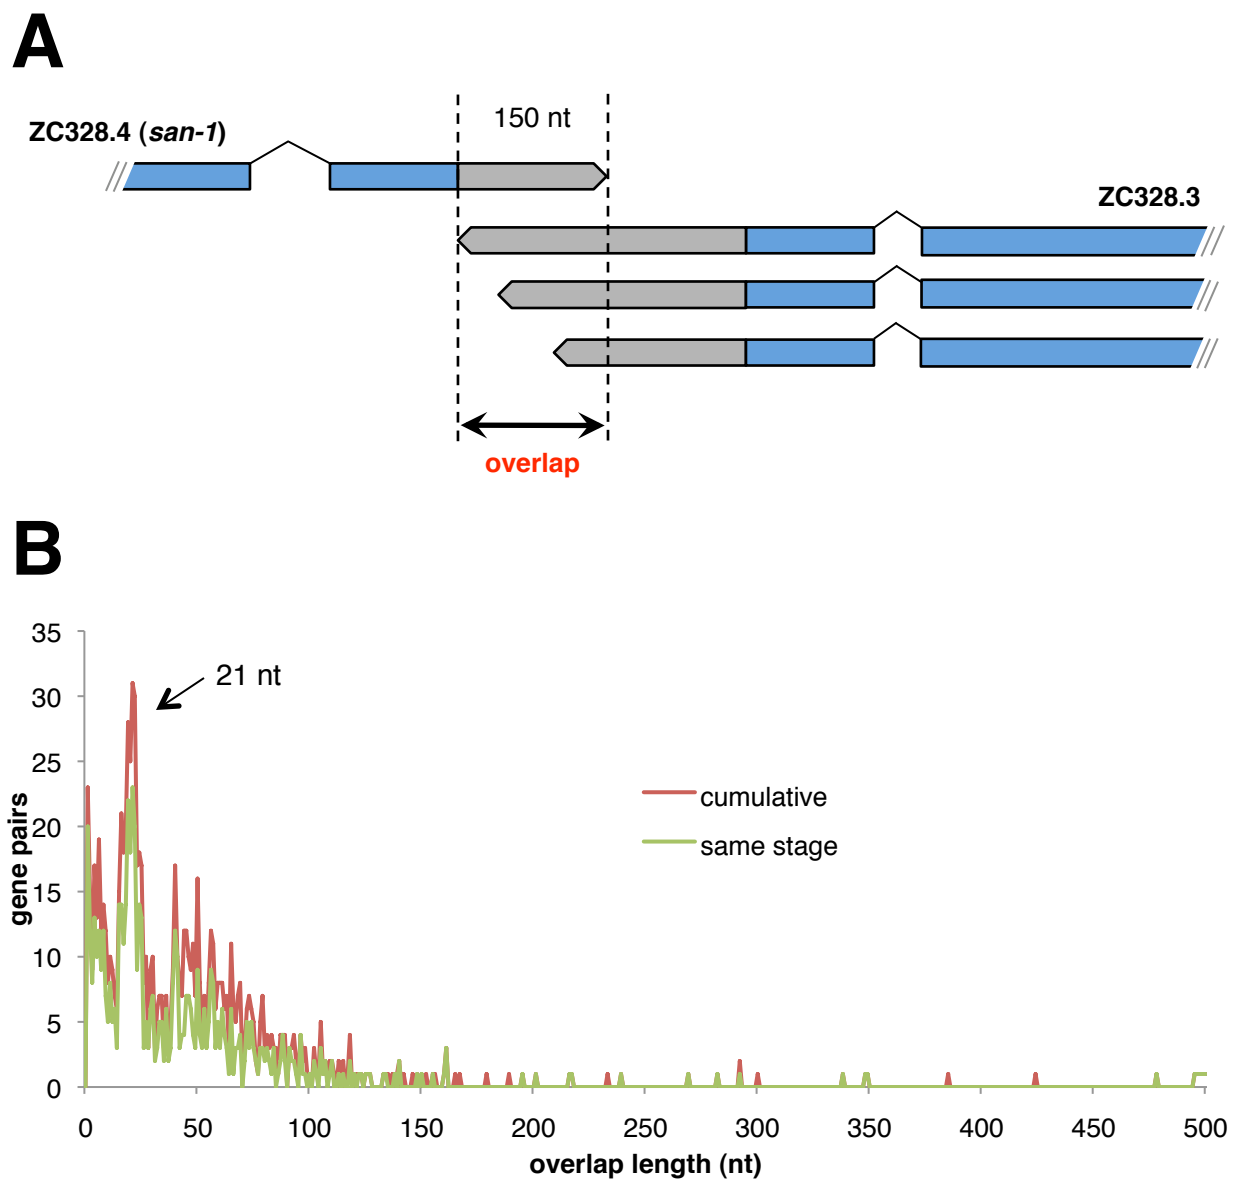 A
150 nt
ZC328.4 (san-1)
ZC328.3
overlap
B
35
30
25
20
15
10
5
0
gene pairs
21 nt
cumulative
same stage
0 50 100 150 200 250 300 350 400 450 500
overlap length (nt)